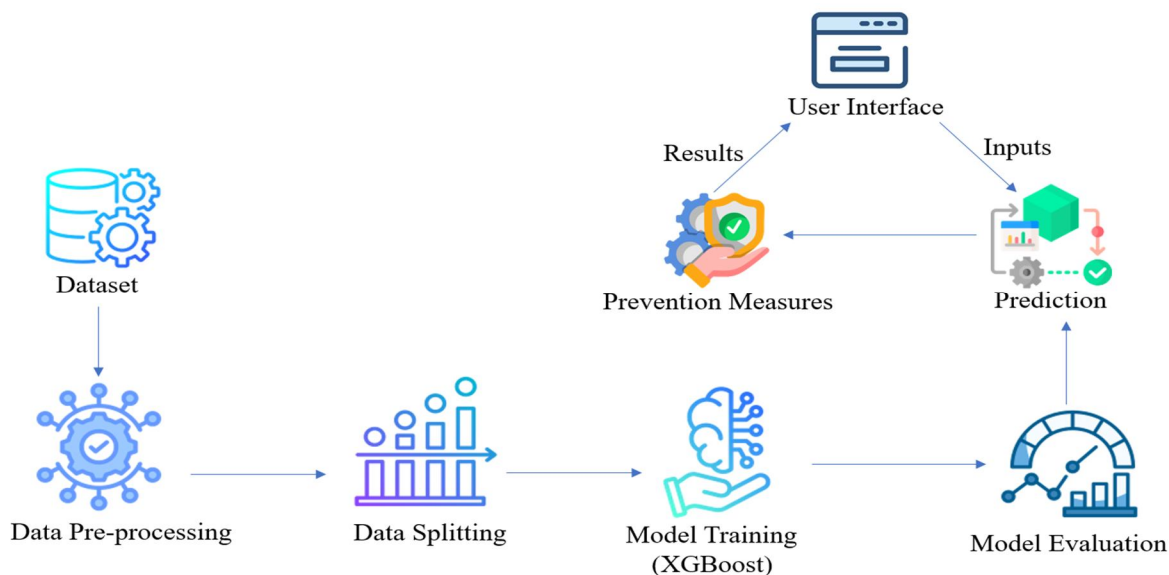 User Interface
Results
Inputs
Dataset
Prevention Measures
Prediction
Data Pre-processing
Data Splitting
Model Training
(XGBoost)
Model Evaluation